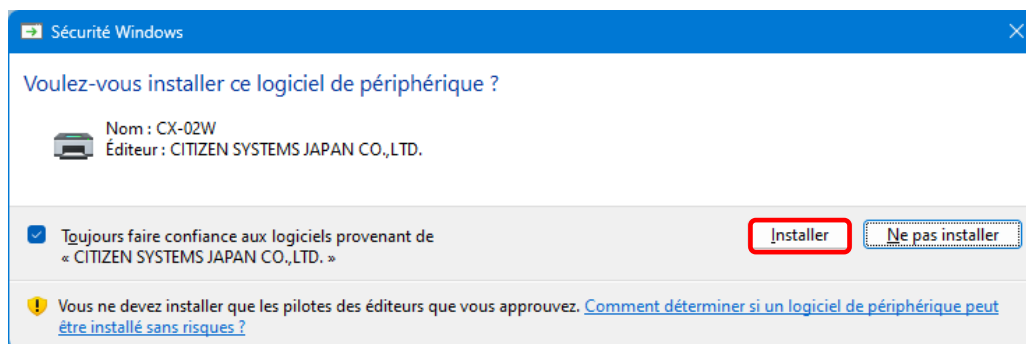 Sécurité Windows
Voulez-vous installer ce logiciel de périphérique ?
Nom : CX-02W
Éditeur : CITIZEN SYSTEMS JAPAN CO.,LTD.
Toujours faire confiance aux logiciels provenant de
« CITIZEN SYSTEMS JAPAN CO.,LTD. »
Installer
Ne pas installer
Vous ne devez installer que les pilotes des éditeurs que vous approuvez. Comment déterminer si un logiciel de périphérique peut
être installé sans risques ?